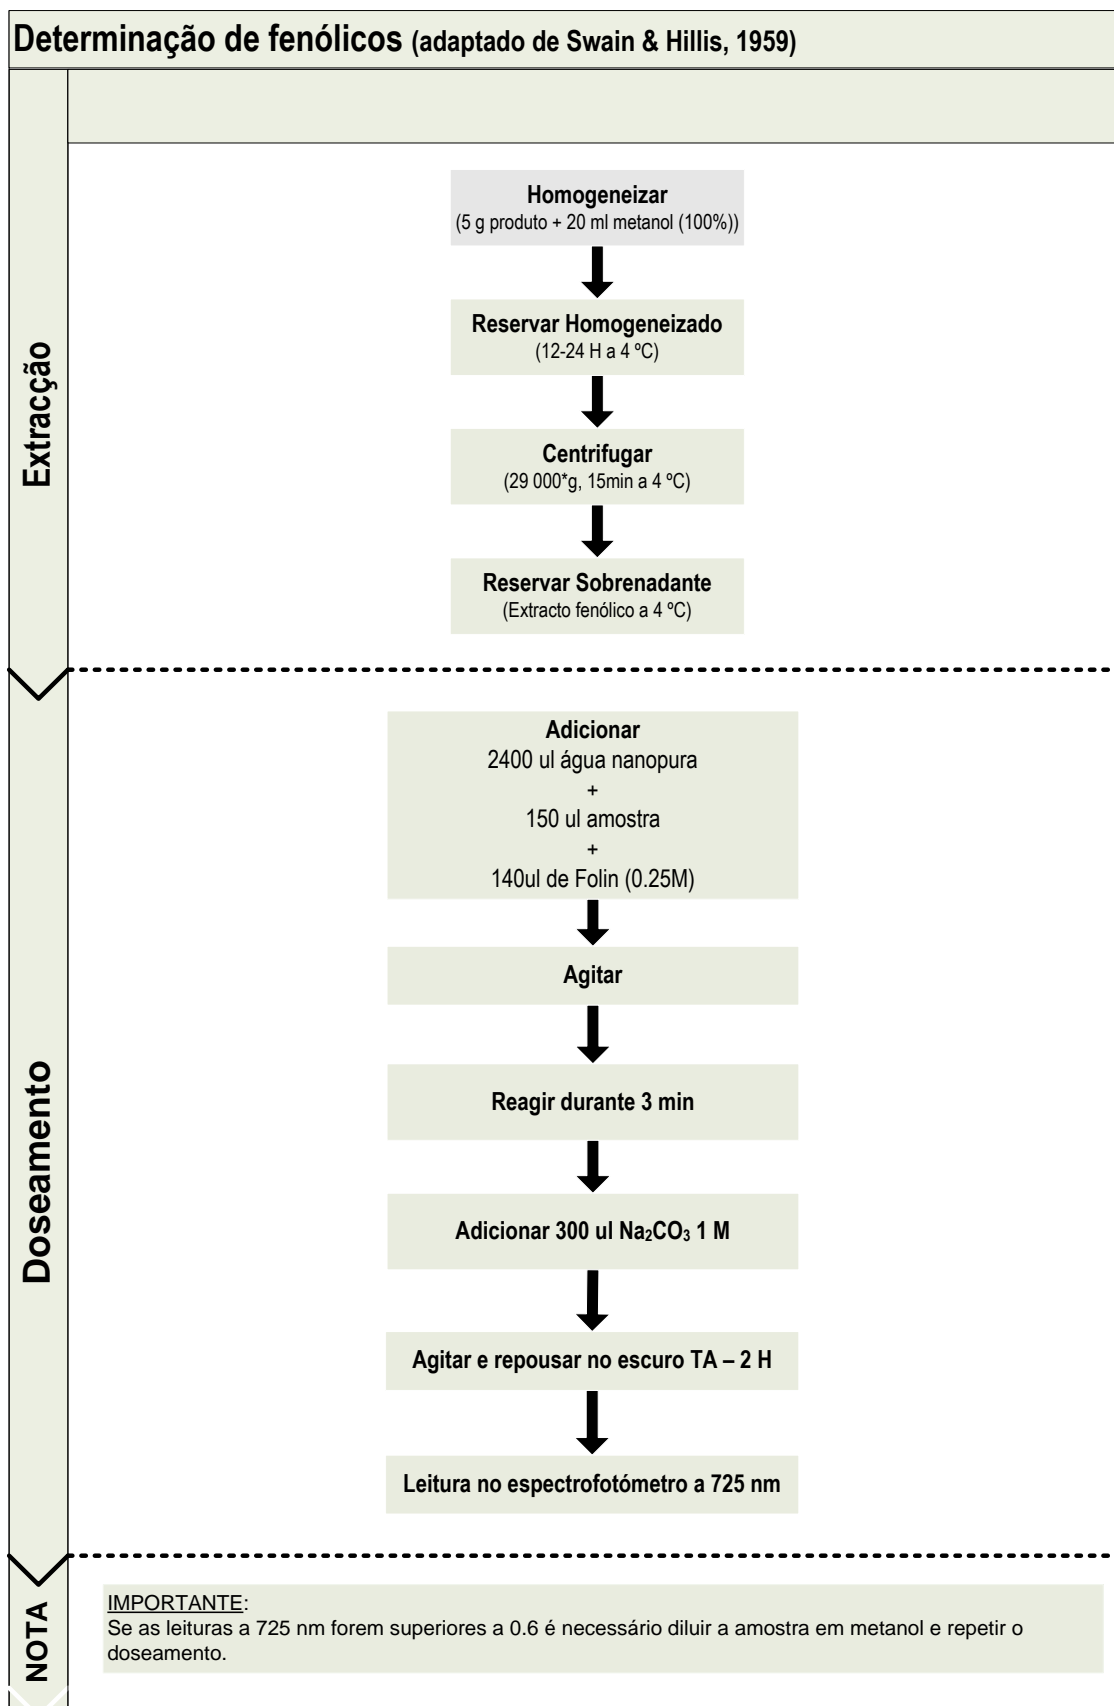 Determinação de fenólicos (adaptado de Swain & Hillis, 1959)
Extracção
Homogeneizar
(5 g produto + 20 ml metanol (100%))
Reservar Homogeneizado
(12-24 H a 4 ºC)
Centrifugar
(29 000*g, 15min a 4 ºC)
Reservar Sobrenadante
(Extracto fenólico a 4 ºC)
Doseamento
Adicionar
2400 ul água nanopura
+
150 ul amostra
+
140ul de Folin (0.25M)
Agitar
Reagir durante 3 min
Adicionar 300 ul Na₂CO₃ 1 M
Agitar e repousar no escuro TA – 2 H
Leitura no espectrofotómetro a 725 nm
NOTA
IMPORTANTE:
Se as leituras a 725 nm forem superiores a 0.6 é necessário diluir a amostra em metanol e repetir o
doseamento.